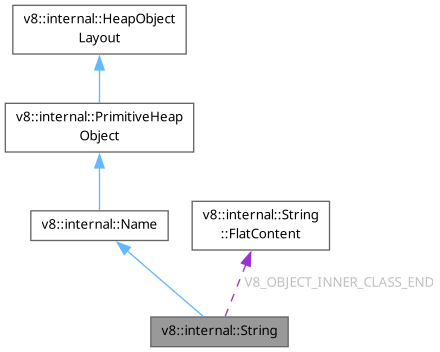 v8::internal::HeapObject
Layout
v8::internal::PrimitiveHeap
Object
v8::internal::Name
v8::internal::String
::FlatContent
V8_OBJECT_INNER_CLASS_END
v8::internal::String